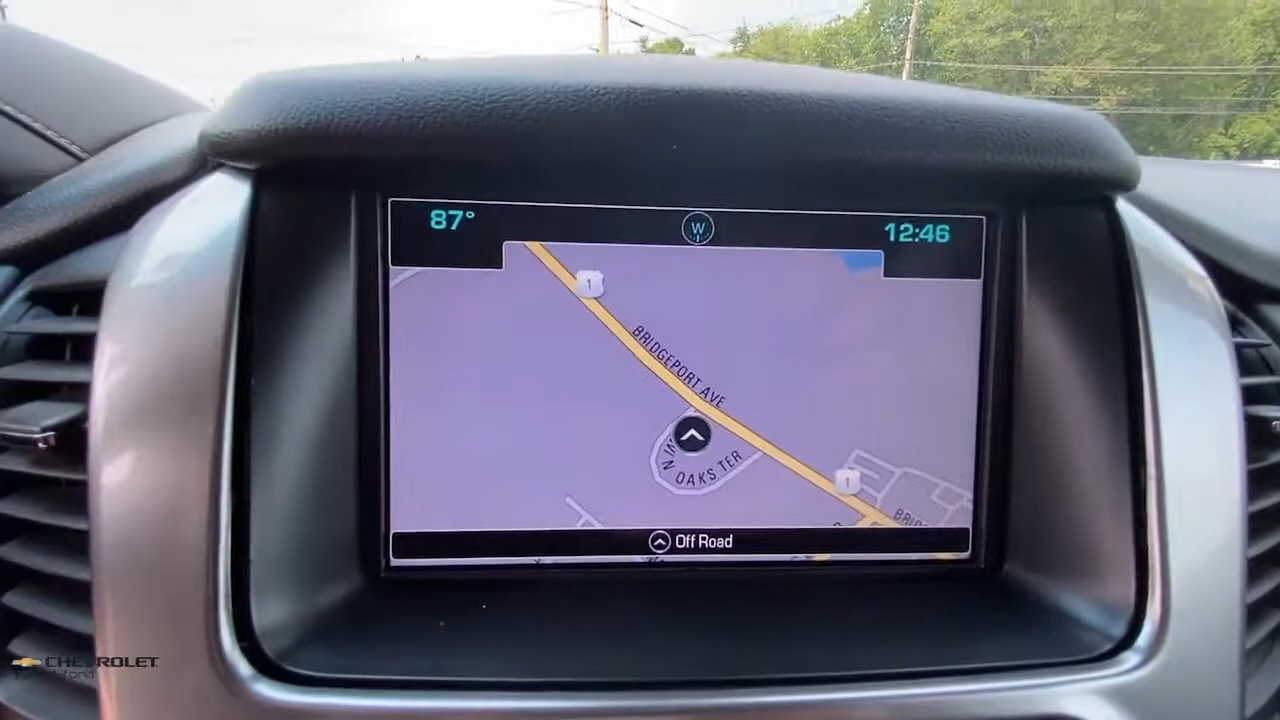 87°
W
12:46
1
BRIDGEPORT AVE
OAKS TER
1
Off Road
CHEVROLET